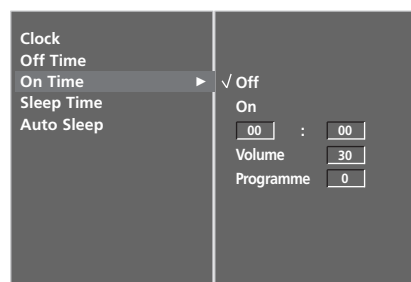 Clock
Off Time
On Time ►
Sleep Time
Auto Sleep
√ Off
On
00 : 00
Volume 30
Programme 0